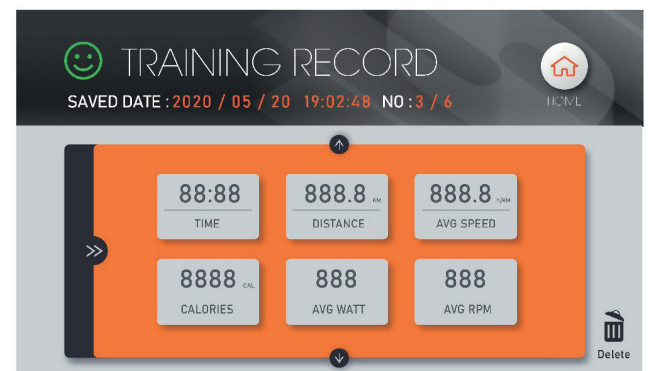 TRAINING RECORD
SAVED DATE : 2020 / 05 / 20 19:02:48 NO : 3 / 6
HOME
88:88 888.8 KM 888.8
TIME DISTANCE AVG SPEED
8888 CAL 888 888
CALORIES AVG WATT AVG RPM
Delete